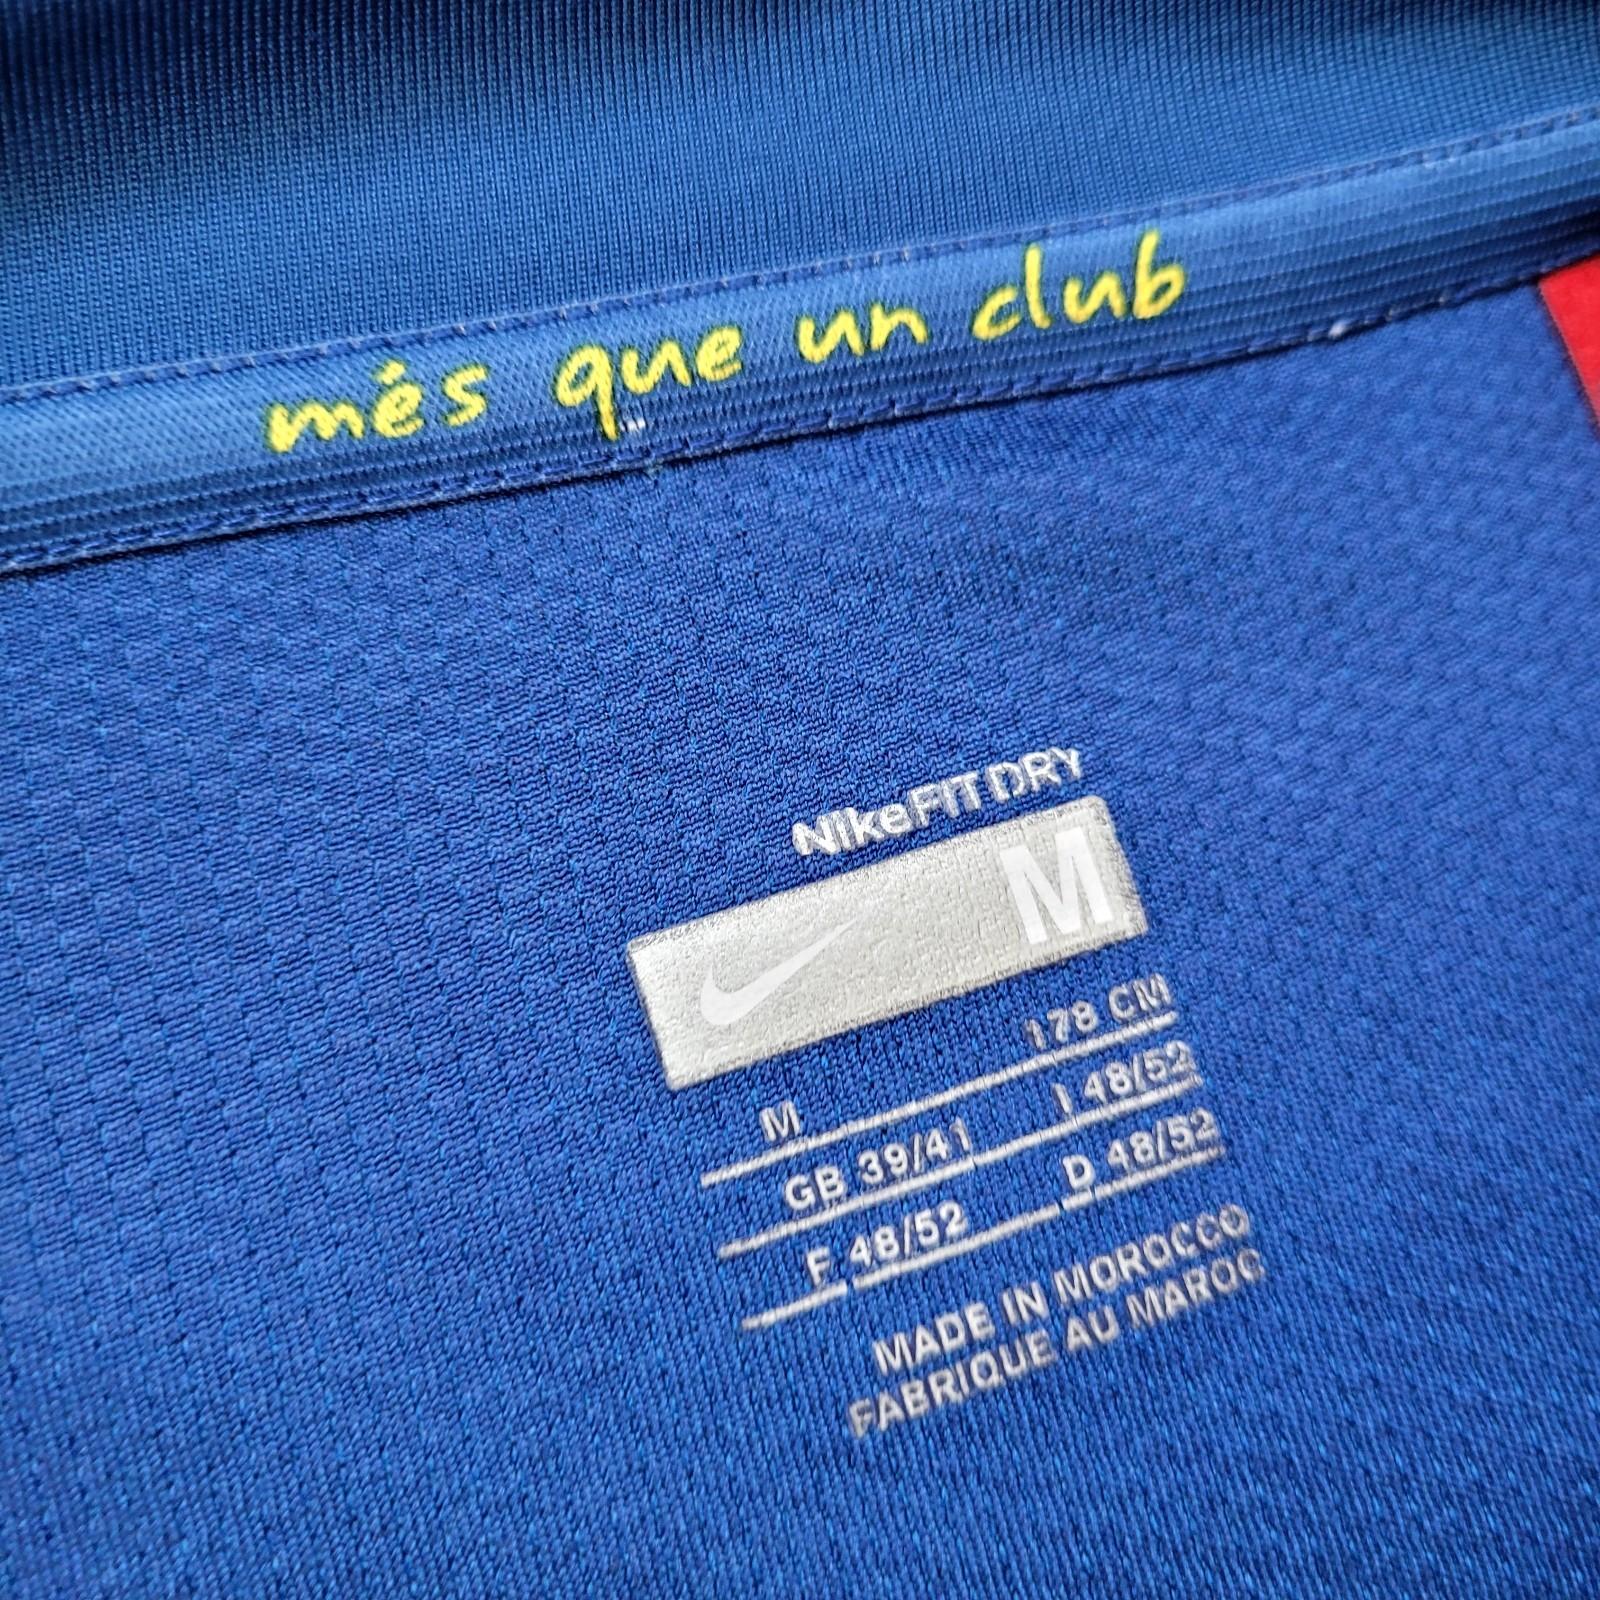 més que un club
NikeFIT DRY
M
178 CM
M
GB 39/41 I 48/52
F 48/52 D 48/52
MADE IN MOROCCO
FABRIQUE AU MAROC